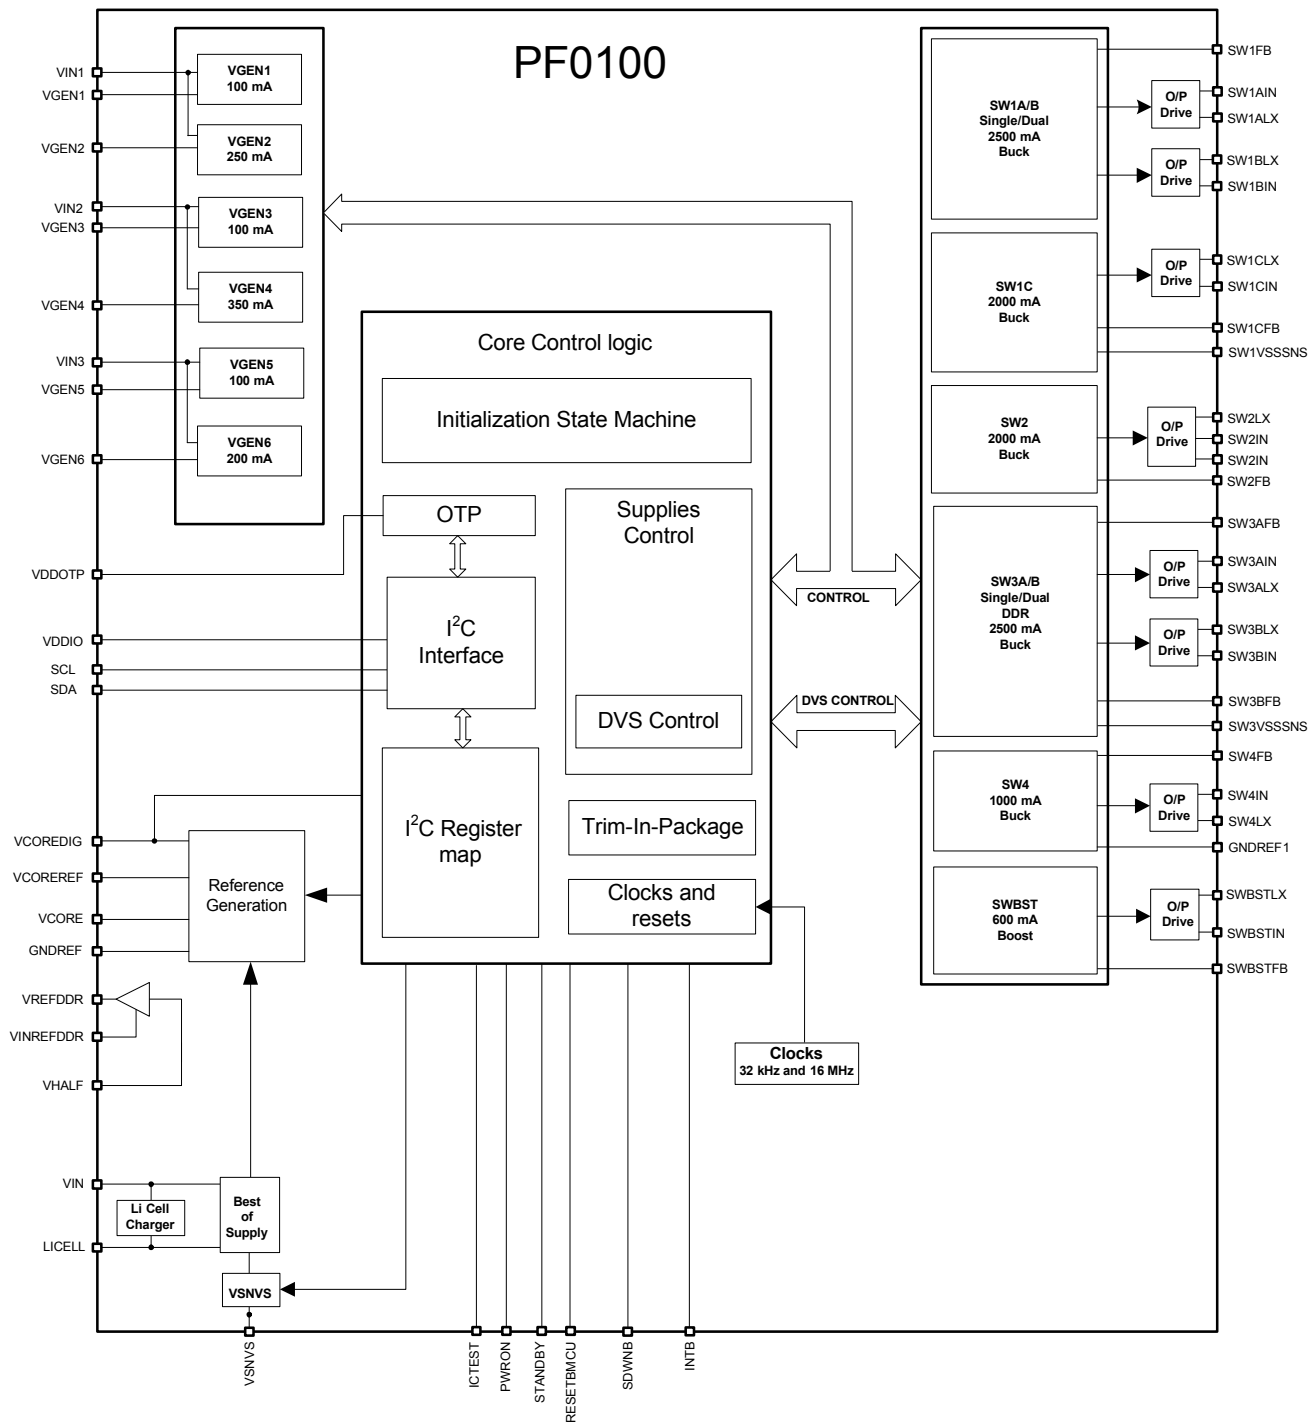 PF0100
VIN1
VGEN1
VGEN2
VIN2
VGEN3
VGEN4
VIN3
VGEN5
VGEN6
VDDOTP
VDDIO
SCL
SDA
VCOREDIG
VCOREREF
VCORE
GNDREF
VREFDDR
VINREFDDR
VHALF
VIN
LICELL
VGEN1
100 mA
VGEN2
250 mA
VGEN3
100 mA
VGEN4
350 mA
VGEN5
100 mA
VGEN6
200 mA
Core Control logic
Initialization State Machine
OTP
I²C
Interface
I²C Register
map
Supplies
Control
DVS Control
Trim-In-Package
Clocks and
resets
Clocks
32 kHz and 16 MHz
Reference
Generation
Li Cell
Charger
Best
of
Supply
VSNVS
CONTROL
DVS CONTROL
SW1A/B
Single/Dual
2500 mA
Buck
SW1C
2000 mA
Buck
SW2
2000 mA
Buck
SW3A/B
Single/Dual
DDR
2500 mA
Buck
SW4
1000 mA
Buck
SWBST
600 mA
Boost
O/P
Drive
O/P
Drive
O/P
Drive
O/P
Drive
O/P
Drive
O/P
Drive
O/P
Drive
O/P
Drive
SW1FB
SW1AIN
SW1ALX
SW1BLX
SW1BIN
SW1CLX
SW1CIN
SW1CFB
SW1VSSSNS
SW2LX
SW2IN
SW2IN
SW2FB
SW3AFB
SW3AIN
SW3ALX
SW3BLX
SW3BIN
SW3BFB
SW3VSSSNS
SW4FB
SW4IN
SW4LX
GNDREF1
SWBSTLX
SWBSTIN
SWBSTFB
VSNVS
ICTEST
PWRON
STANDBY
RESETBMCU
SDWNB
INTB